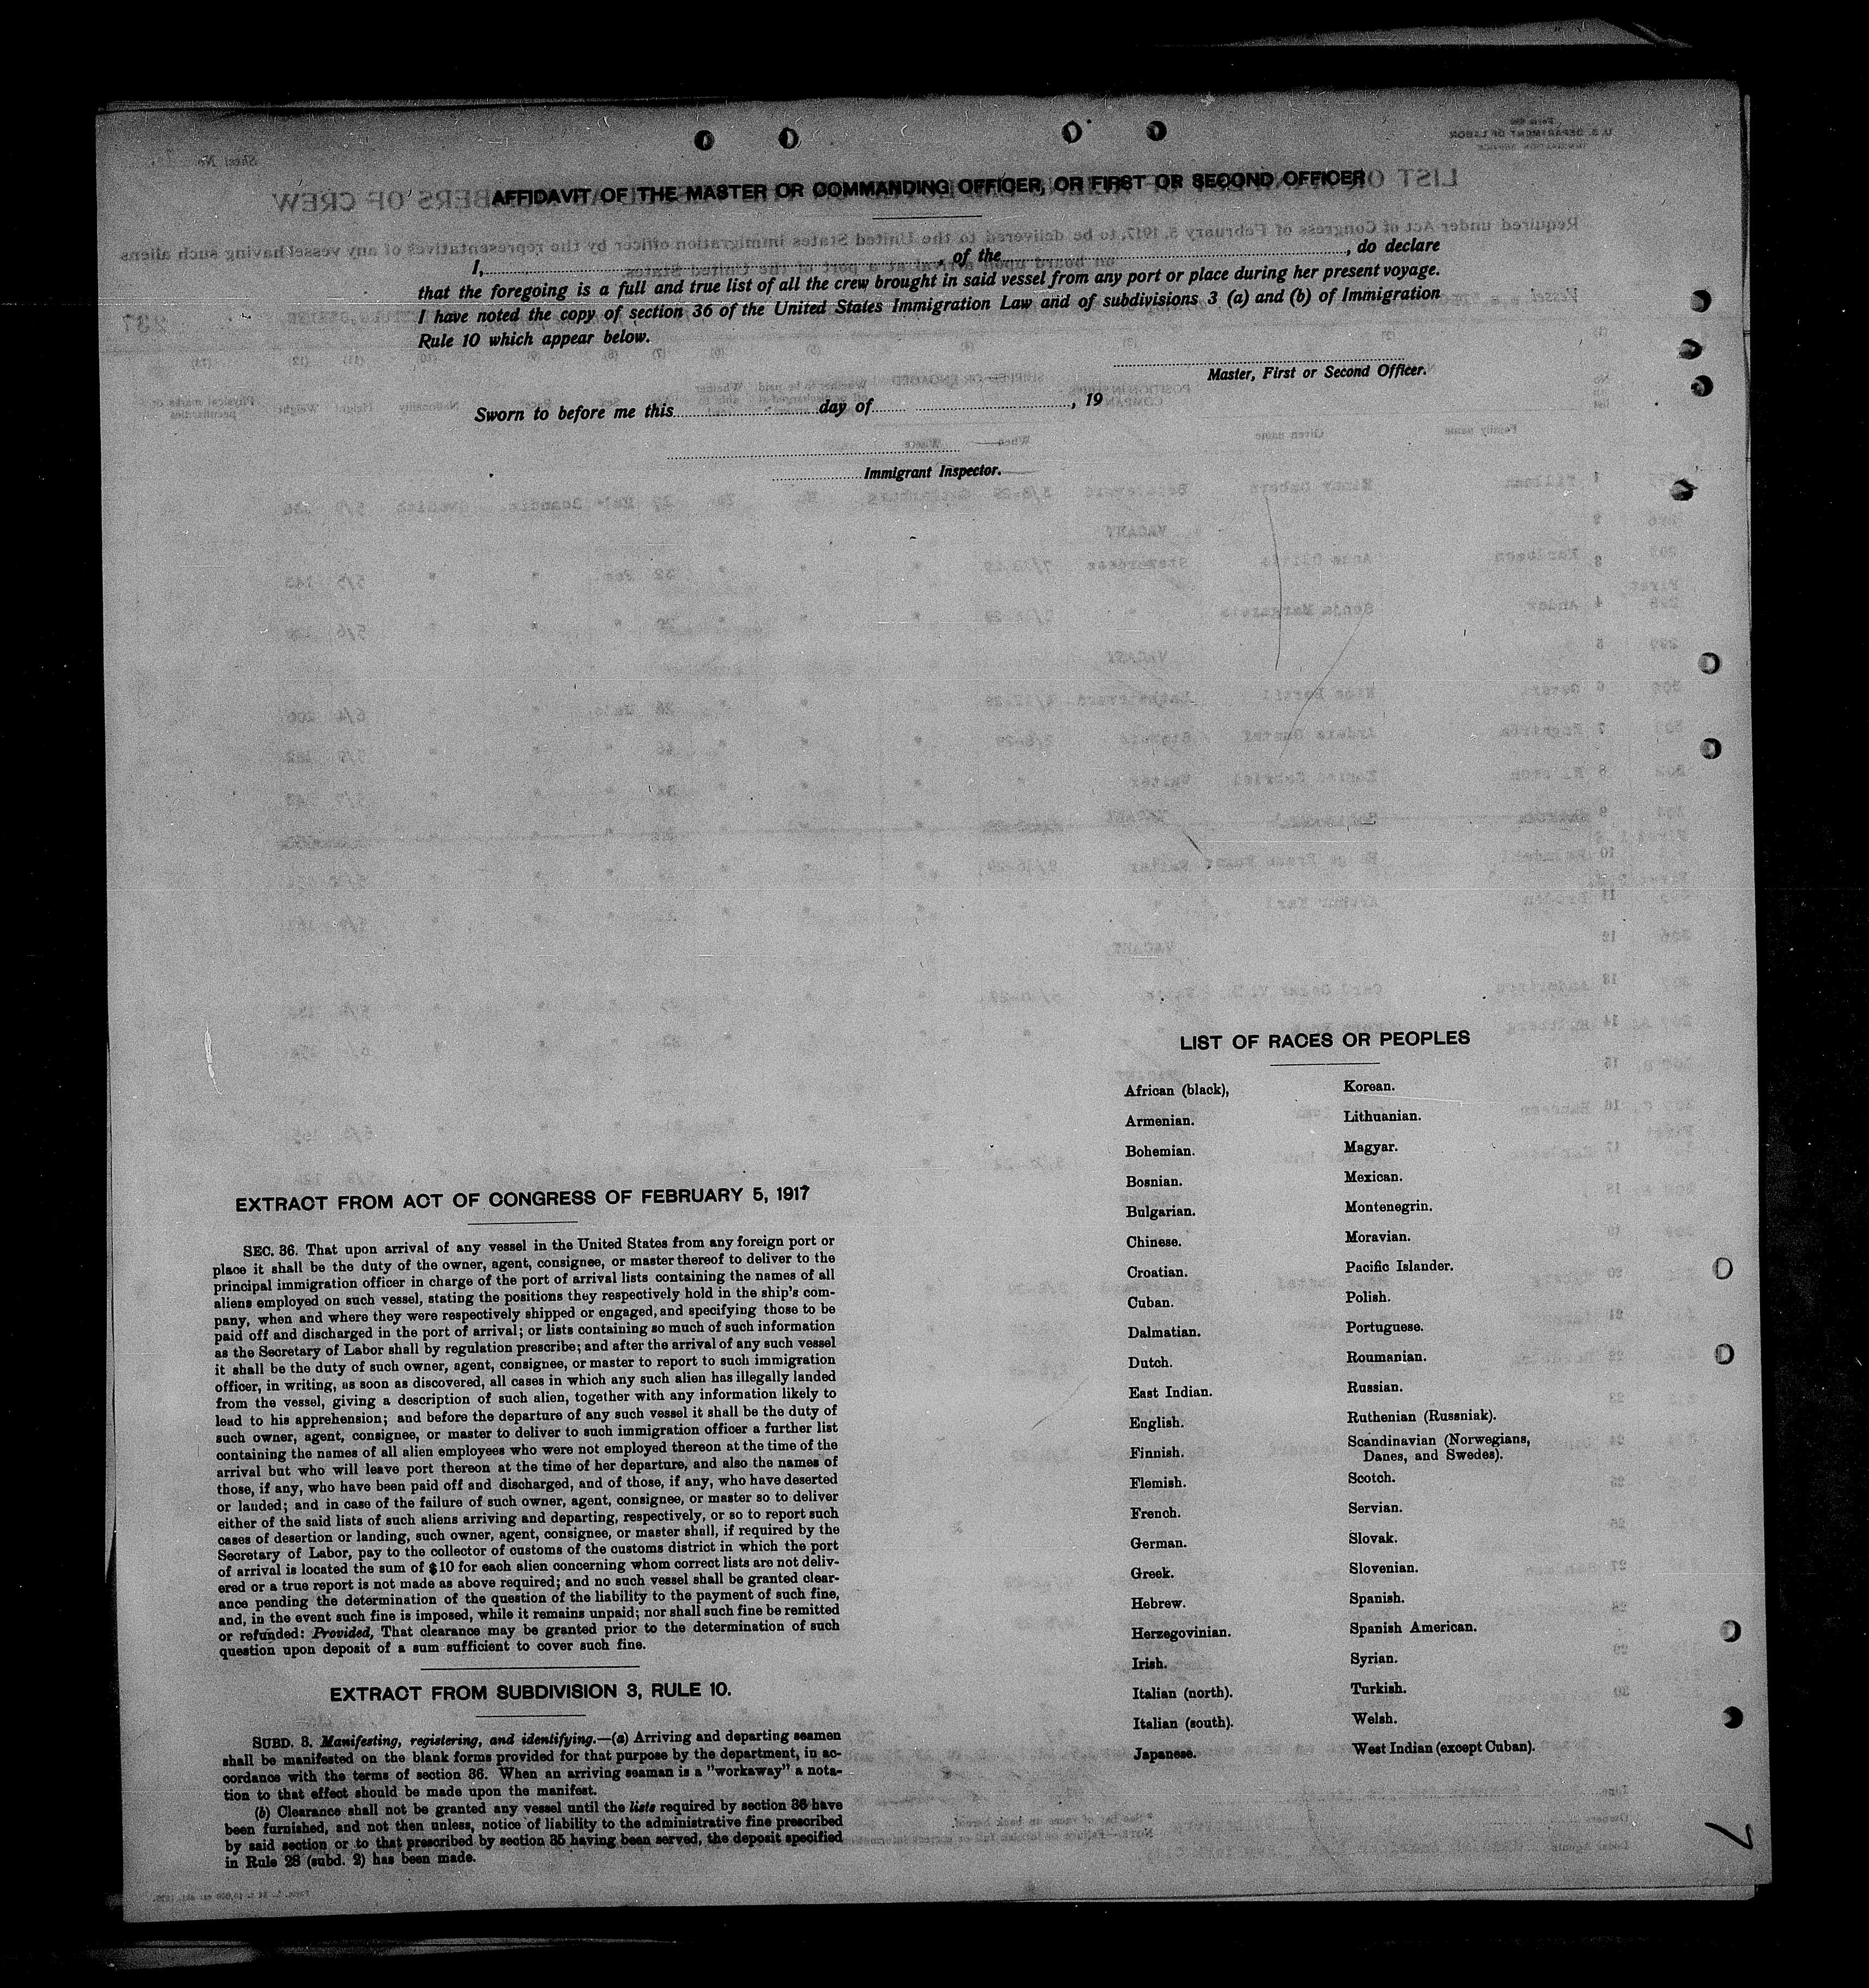 AFFIDAVIT OF THE MASTER OR COMMANDING OFFICER, OR FIRST OR SECOND OFFICER
I, , of the , do declare
that the foregoing is a full and true list of all the crew brought in said vessel from any port or place during her present voyage.
I have noted the copy of section 36 of the United States Immigration Law and of subdivisions 3 (a) and (b) of Immigration
Rule 10 which appear below.
Master, First or Second Officer.
Sworn to before me this day of , 19
Immigrant Inspector.
EXTRACT FROM ACT OF CONGRESS OF FEBRUARY 5, 1917
SEC. 36. That upon arrival of any vessel in the United States from any foreign port or
place it shall be the duty of the owner, agent, consignee, or master thereof to deliver to the
principal immigration officer in charge of the port of arrival lists containing the names of all
aliens employed on such vessel, stating the positions they respectively hold in the ship's com-
pany, when and where they were respectively shipped or engaged, and specifying those to be
paid off and discharged in the port of arrival; or lists containing so much of such information
as the Secretary of Labor shall by regulation prescribe; and after the arrival of any such vessel
it shall be the duty of such owner, agent, consignee, or master to report to such immigration
officer, in writing, as soon as discovered, all cases in which any such alien has illegally landed
from the vessel, giving a description of such alien, together with any information likely to
lead to his apprehension; and before the departure of any such vessel it shall be the duty of
such owner, agent, consignee, or master to deliver to such immigration officer a further list
containing the names of all alien employees who were not employed thereon at the time of the
arrival but who will leave port thereon at the time of her departure, and also the names of
those, if any, who have been paid off and discharged, and of those, if any, who have deserted
or landed; and in case of the failure of such owner, agent, consignee, or master so to deliver
either of the said lists of such aliens arriving and departing, respectively, or so to report such
cases of desertion or landing, such owner, agent, consignee, or master shall, if required by the
Secretary of Labor, pay to the collector of customs of the customs district in which the port
of arrival is located the sum of $10 for each alien concerning whom correct lists are not deliv-
ered or a true report is not made as above required; and no such vessel shall be granted clear-
ance pending the determination of the question of the liability to the payment of such fine,
and, in the event such fine is imposed, while it remains unpaid; nor shall such fine be remitted
or refunded: Provided, That clearance may be granted prior to the determination of such
question upon deposit of a sum sufficient to cover such fine.
EXTRACT FROM SUBDIVISION 3, RULE 10.
SUBD. 3. Manifesting, registering, and identifying.—(a) Arriving and departing seamen
shall be manifested on the blank forms provided for that purpose by the department, in ac-
cordance with the terms of section 36. When an arriving seaman is a "workaway" a nota-
tion to that effect should be made upon the manifest.
(b) Clearance shall not be granted any vessel until the lists required by section 36 have
been furnished, and not then unless, notice of liability to the administrative fine prescribed
by said section or to that prescribed by section 35 having been served, the deposit specified
in Rule 28 (subd. 2) has been made.
LIST OF RACES OR PEOPLES
African (black),
Armenian.
Bohemian.
Bosnian.
Bulgarian.
Chinese.
Croatian.
Cuban.
Dalmatian.
Dutch.
East Indian.
English.
Finnish.
Flemish.
French.
German.
Greek.
Hebrew.
Herzegovinian.
Irish.
Italian (north).
Italian (south).
Japanese.
Korean.
Lithuanian.
Magyar.
Mexican.
Montenegrin.
Moravian.
Pacific Islander.
Polish.
Portuguese.
Roumanian.
Russian.
Ruthenian (Russniak).
Scandinavian (Norwegians,
Danes, and Swedes).
Scotch.
Servian.
Slovak.
Slovenian.
Spanish.
Spanish American.
Syrian.
Turkish.
Welsh.
West Indian (except Cuban).
7